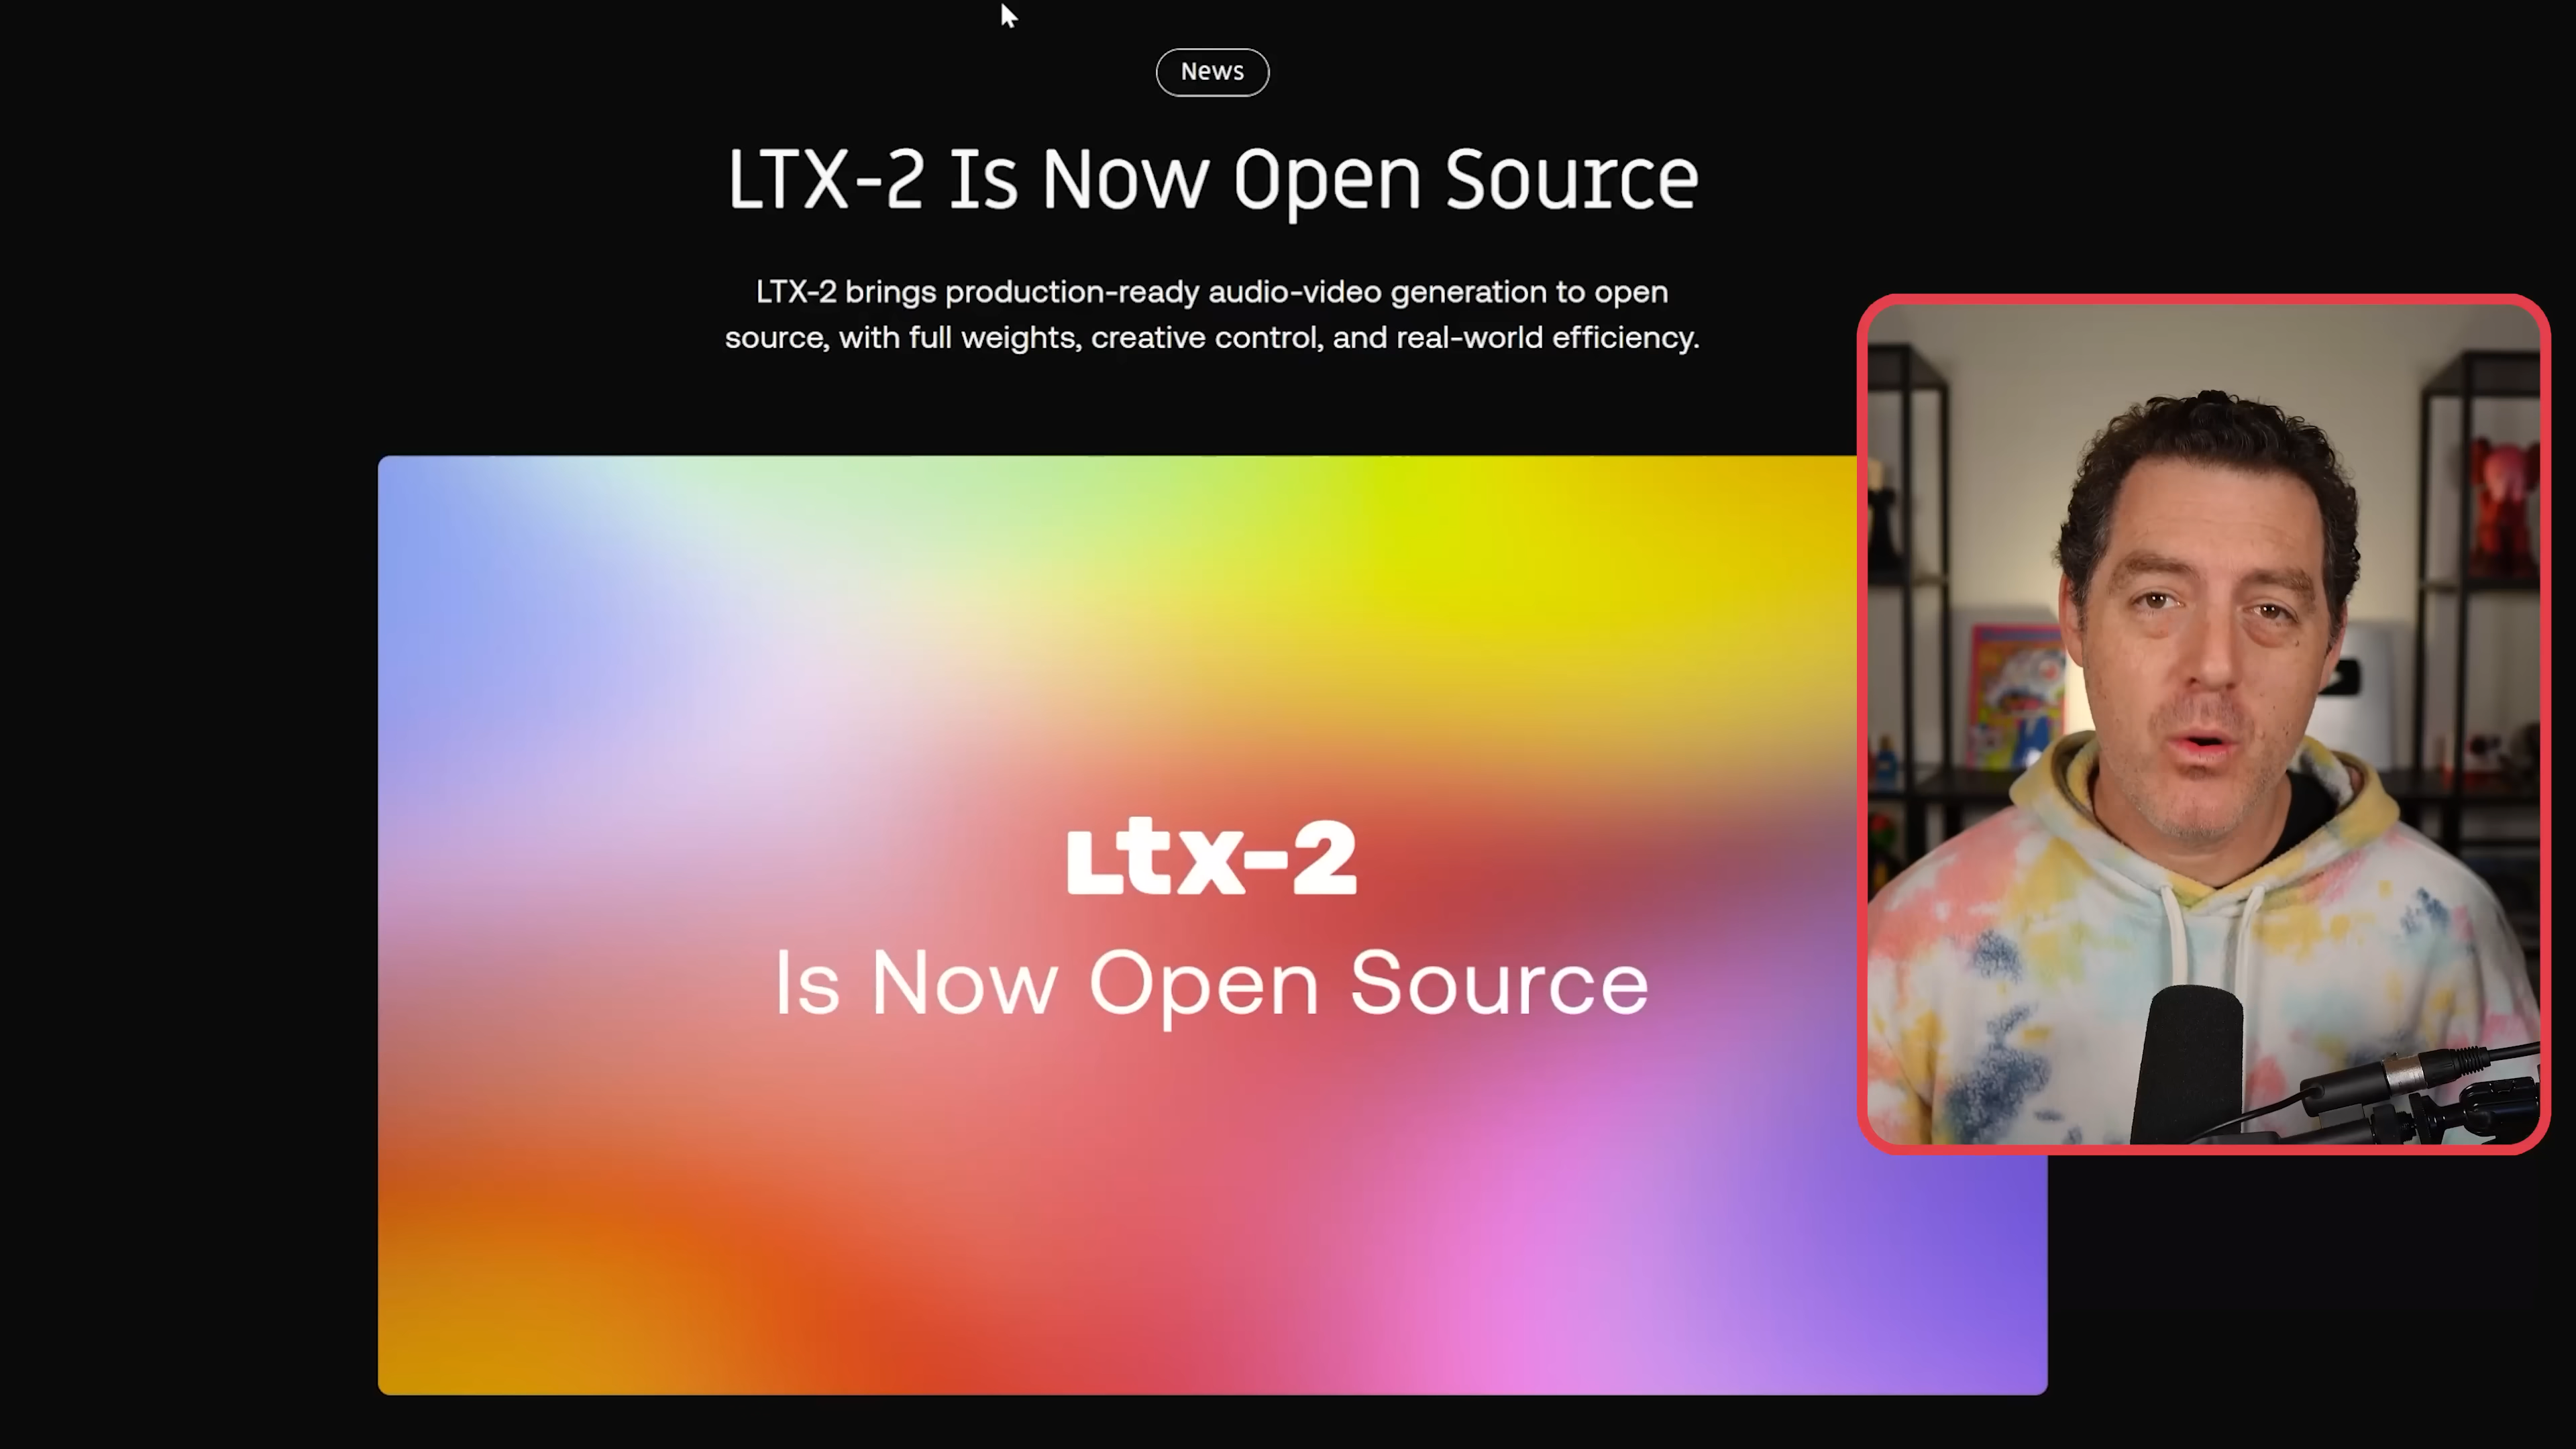 News
LTX-2 Is Now Open Source
LTX-2 brings production-ready audio-video generation to open
source, with full weights, creative control, and real-world efficiency.
Ltx-2
Is Now Open Source